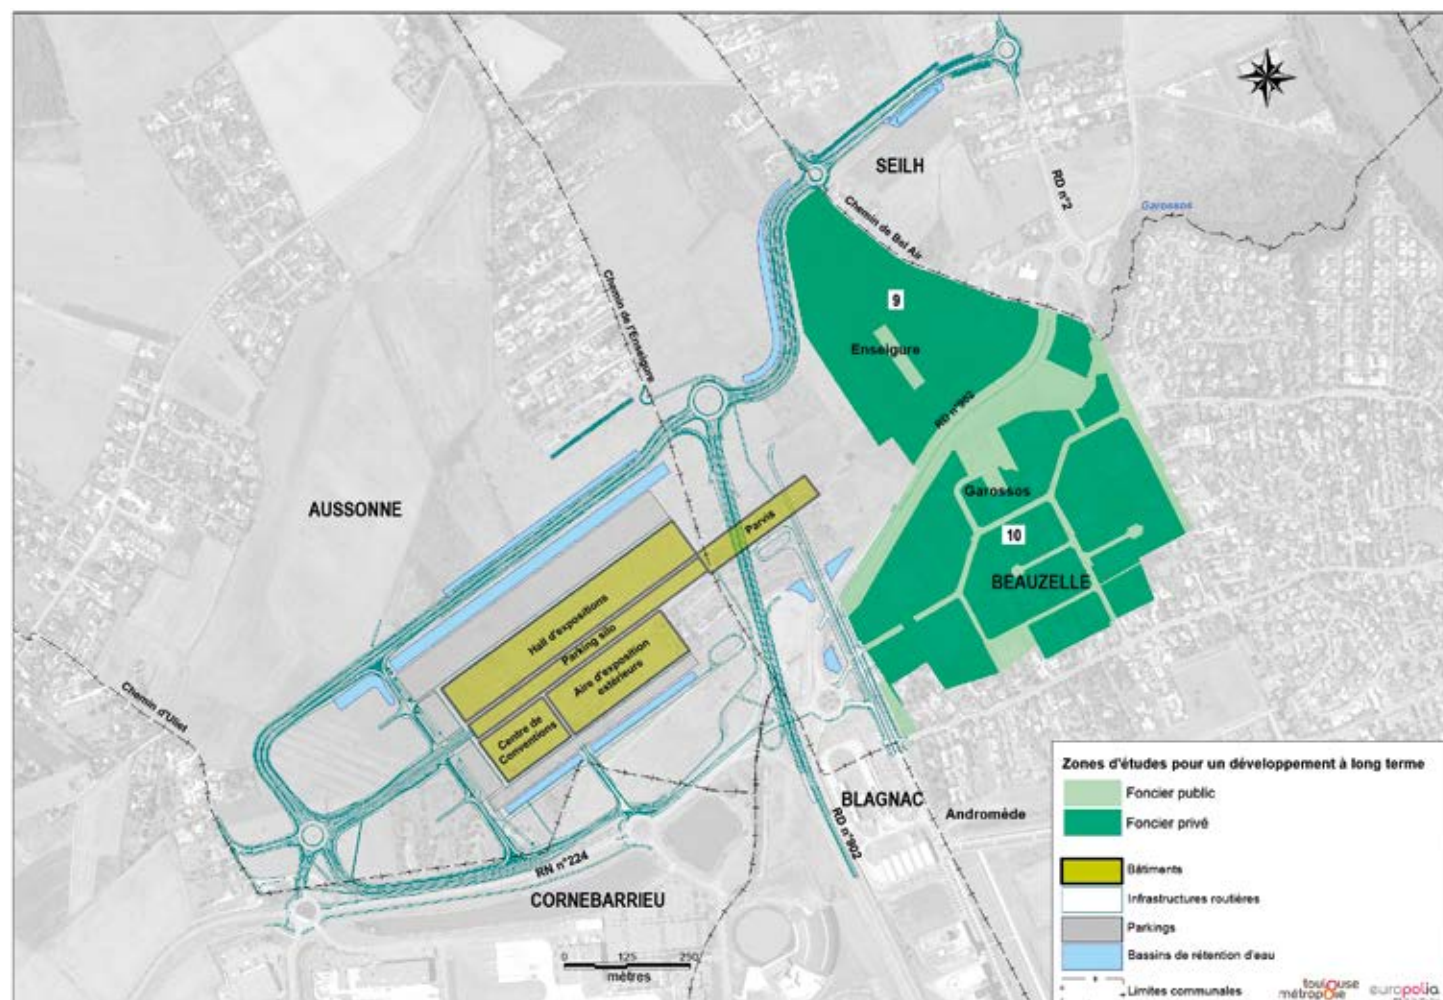 SEILH
RD n°2
Garossos
Chemin de Bel Air
9
Enseigure
Chemin de l'Enseigure
RD n°902
AUSSONNE
Garossos
Parvis
10
BEAUZELLE
Hall d'expositions
Parking silo
Aire d'exposition
extérieurs
Centre de
Conventions
Chemin d'Uliet
BLAGNAC
Andromède
RD n°902
RN n°224
CORNEBARRIEU
0 125 250
mètres
Zones d'études pour un développement à long terme
Foncier public
Foncier privé
Bâtiments
Infrastructures routières
Parkings
Bassins de rétention d'eau
Limites communales
toulouse
métropole
europolia